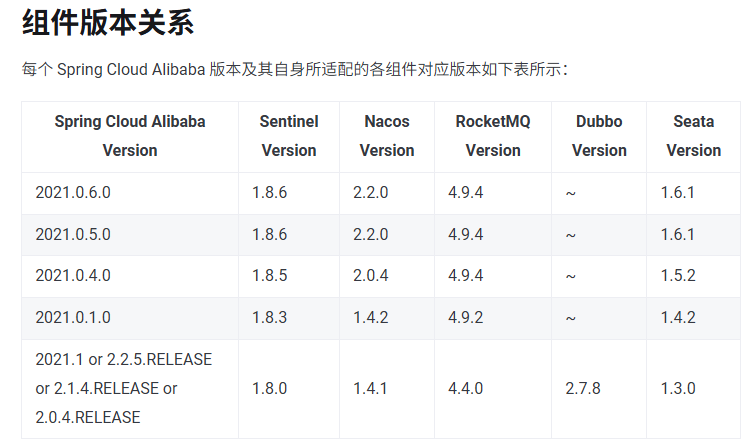 组件版本关系
每个 Spring Cloud Alibaba 版本及其自身所适配的各组件对应版本如下表所示：
Spring Cloud Alibaba Version | Sentinel Version | Nacos Version | RocketMQ Version | Dubbo Version | Seata Version
2021.0.6.0 | 1.8.6 | 2.2.0 | 4.9.4 | ~ | 1.6.1
2021.0.5.0 | 1.8.6 | 2.2.0 | 4.9.4 | ~ | 1.6.1
2021.0.4.0 | 1.8.5 | 2.0.4 | 4.9.4 | ~ | 1.5.2
2021.0.1.0 | 1.8.3 | 1.4.2 | 4.9.2 | ~ | 1.4.2
2021.1 or 2.2.5.RELEASE or 2.1.4.RELEASE or 2.0.4.RELEASE | 1.8.0 | 1.4.1 | 4.4.0 | 2.7.8 | 1.3.0